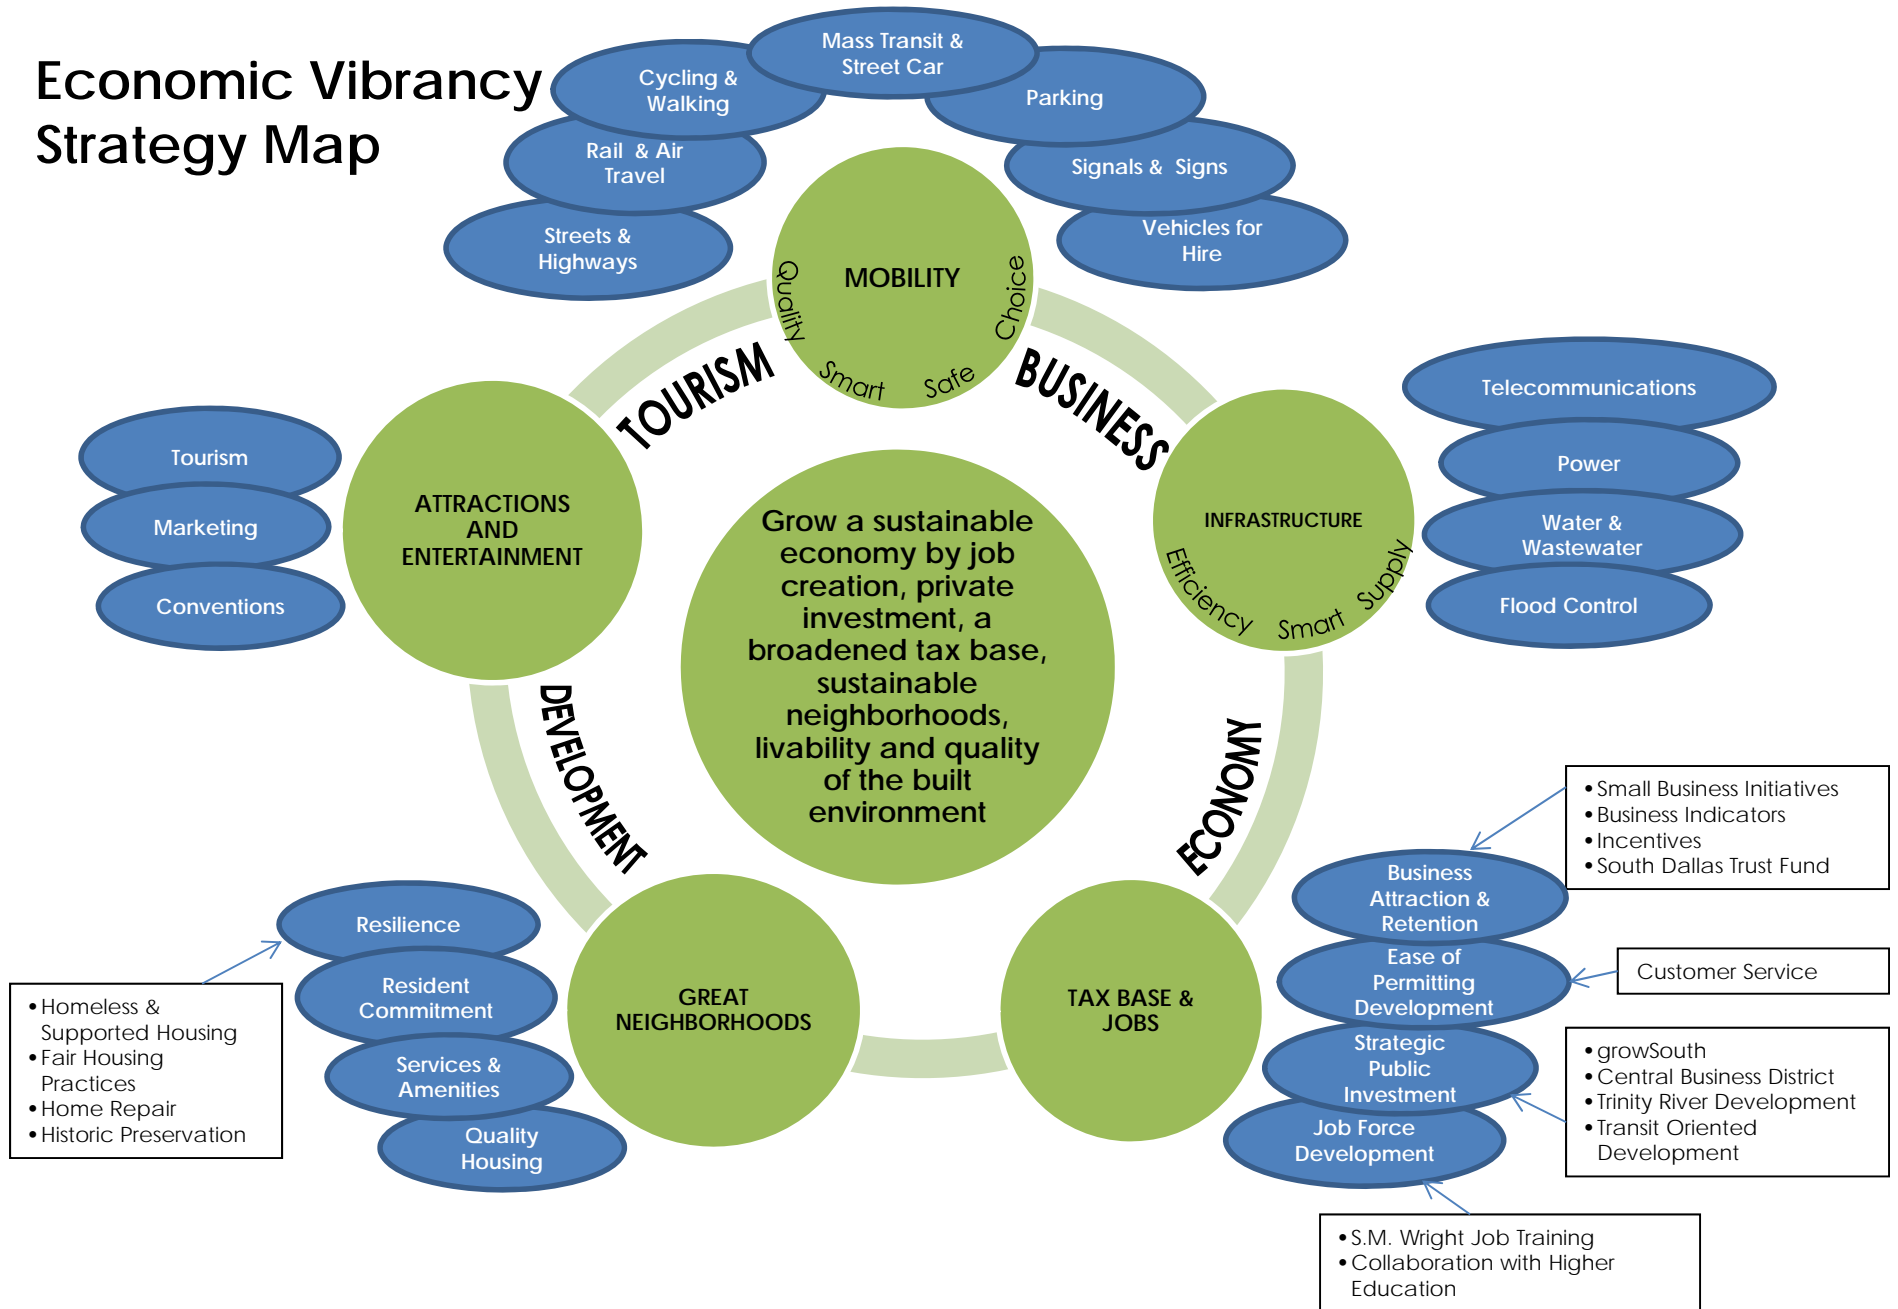 Economic Vibrancy
Strategy Map
Mass Transit &
Street Car
Cycling &
Walking
Parking
Rail & Air
Travel
Signals & Signs
Streets &
Highways
Vehicles for
Hire
MOBILITY
Quality
Smart
Safe
Choice
TOURISM
BUSINESS
Telecommunications
Power
Water &
Wastewater
Flood Control
INFRASTRUCTURE
Efficiency
Smart
Supply
Tourism
Marketing
Conventions
ATTRACTIONS
AND
ENTERTAINMENT
Grow a sustainable
economy by job
creation, private
investment, a
broadened tax base,
sustainable
neighborhoods,
livability and quality
of the built
environment
DEVELOPMENT
ECONOMY
• Small Business Initiatives
• Business Indicators
• Incentives
• South Dallas Trust Fund
Business
Attraction &
Retention
Ease of
Permitting
Development
Customer Service
Strategic
Public
Investment
• growSouth
• Central Business District
• Trinity River Development
• Transit Oriented
Development
Job Force
Development
• S.M. Wright Job Training
• Collaboration with Higher
Education
TAX BASE &
JOBS
GREAT
NEIGHBORHOODS
Resilience
Resident
Commitment
Services &
Amenities
Quality
Housing
• Homeless &
Supported Housing
• Fair Housing
Practices
• Home Repair
• Historic Preservation